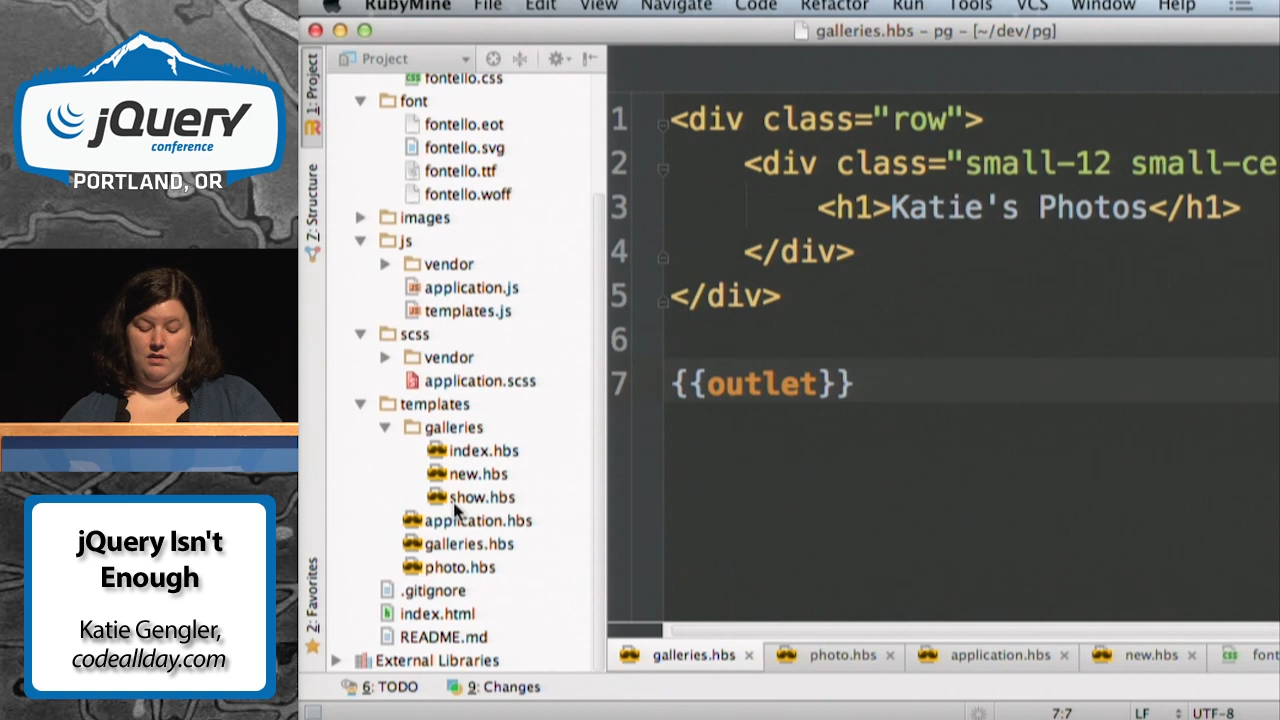 jQuery
conference
PORTLAND, OR
jQuery Isn't
Enough
Katie Gengler,
codeallday.com
RubyMine File Edit View Navigate Code Refactor Run Tools VCS Window Help
galleries.hbs – pg – [~/dev/pg]
1: Project
7: Structure
2: Favorites
Project
fontello.css
font
fontello.eot
fontello.svg
fontello.ttf
fontello.woff
images
js
vendor
application.js
templates.js
scss
vendor
application.scss
templates
galleries
index.hbs
new.hbs
show.hbs
application.hbs
galleries.hbs
photo.hbs
.gitignore
index.html
README.md
External Libraries
1 <div class="row">
2 <div class="small-12 small-ce
3 <h1>Katie's Photos</h1>
4 </div>
5 </div>
6
7 {{outlet}}
galleries.hbs photo.hbs application.hbs new.hbs font
6: TODO 9: Changes
7:7 LF UTF-8